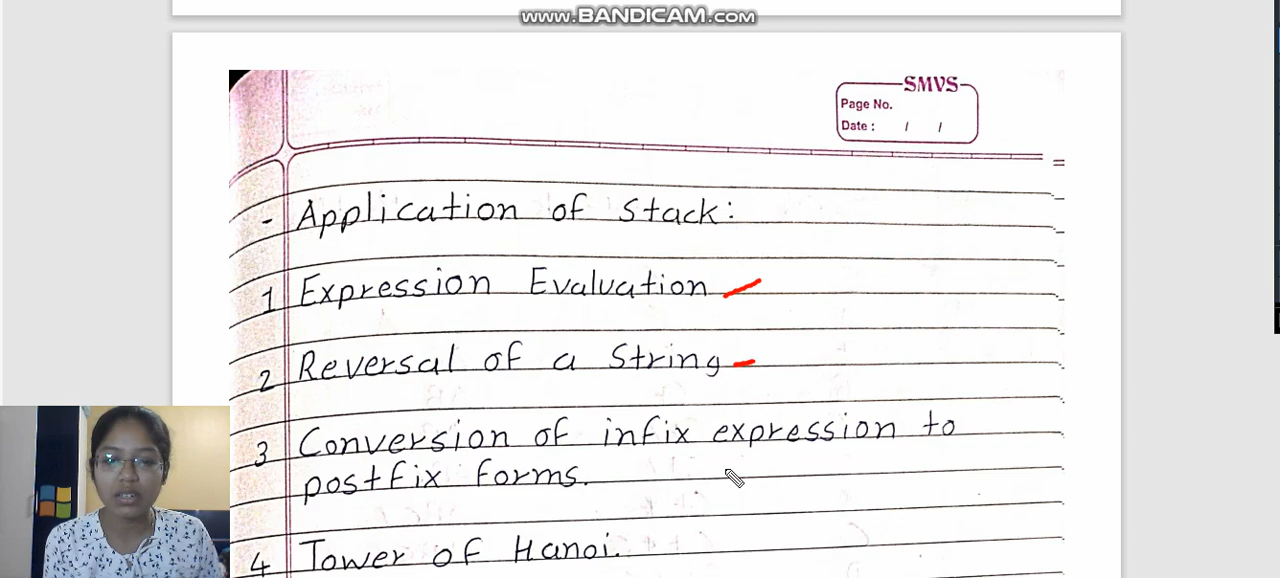 www.BANDICAM.com
SMVS
Page No.
Date : / /
- Application of Stack:
1 Expression Evaluation
2 Reversal of a String
3 Conversion of infix expression to
postfix forms.
4 Tower of Hanoi.